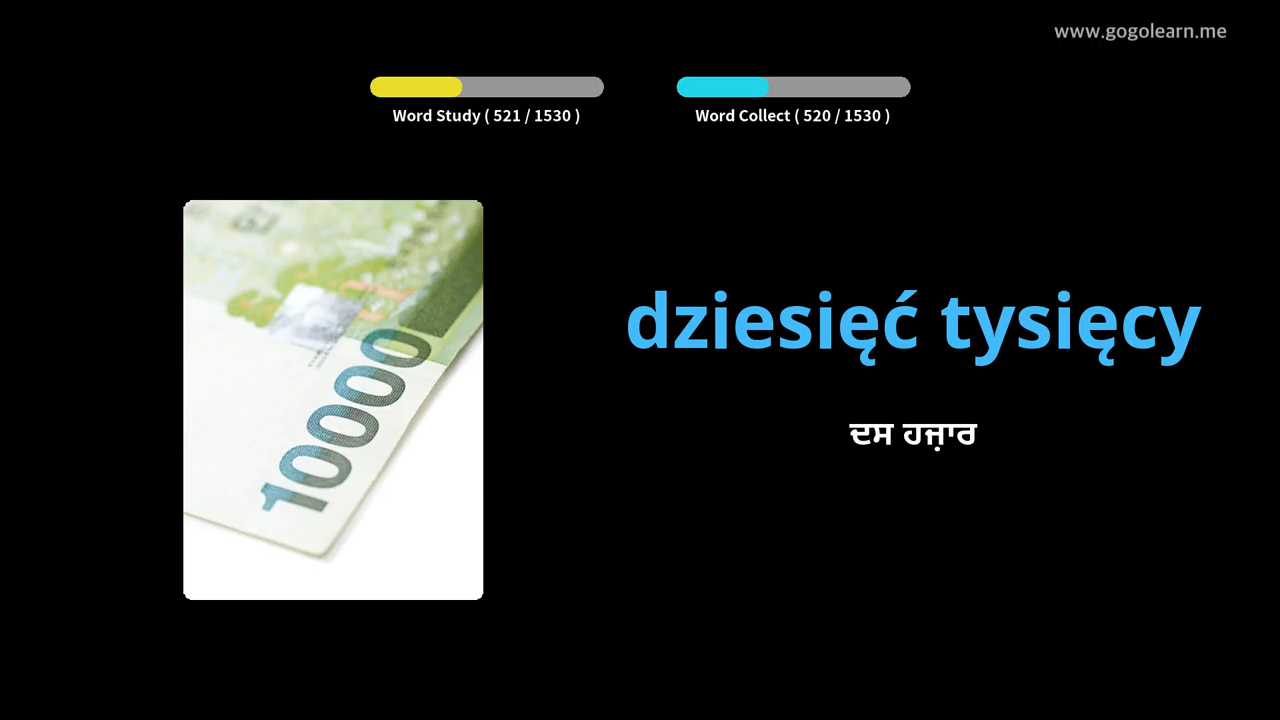 www.gogolearn.me
Word Study ( 521 / 1530 )
Word Collect ( 520 / 1530 )
10000
dziesięć tysięcy
ਦਸ ਹਜ਼ਾਰ